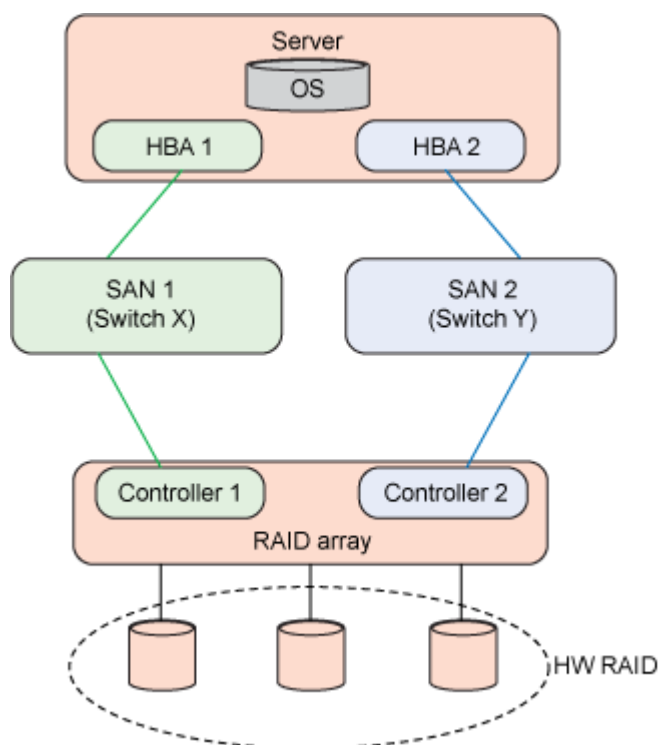 Server
OS
HBA 1
HBA 2
SAN 1
(Switch X)
SAN 2
(Switch Y)
Controller 1
Controller 2
RAID array
HW RAID